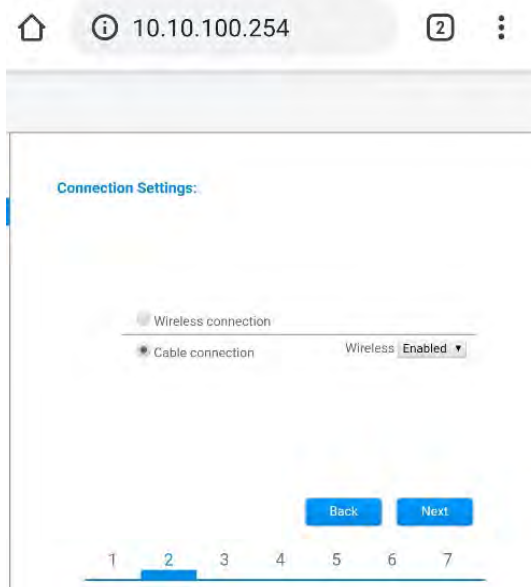 10.10.100.254
2
Connection Settings:
Wireless connection
Cable connection Wireless Enabled
Back Next
1 2 3 4 5 6 7